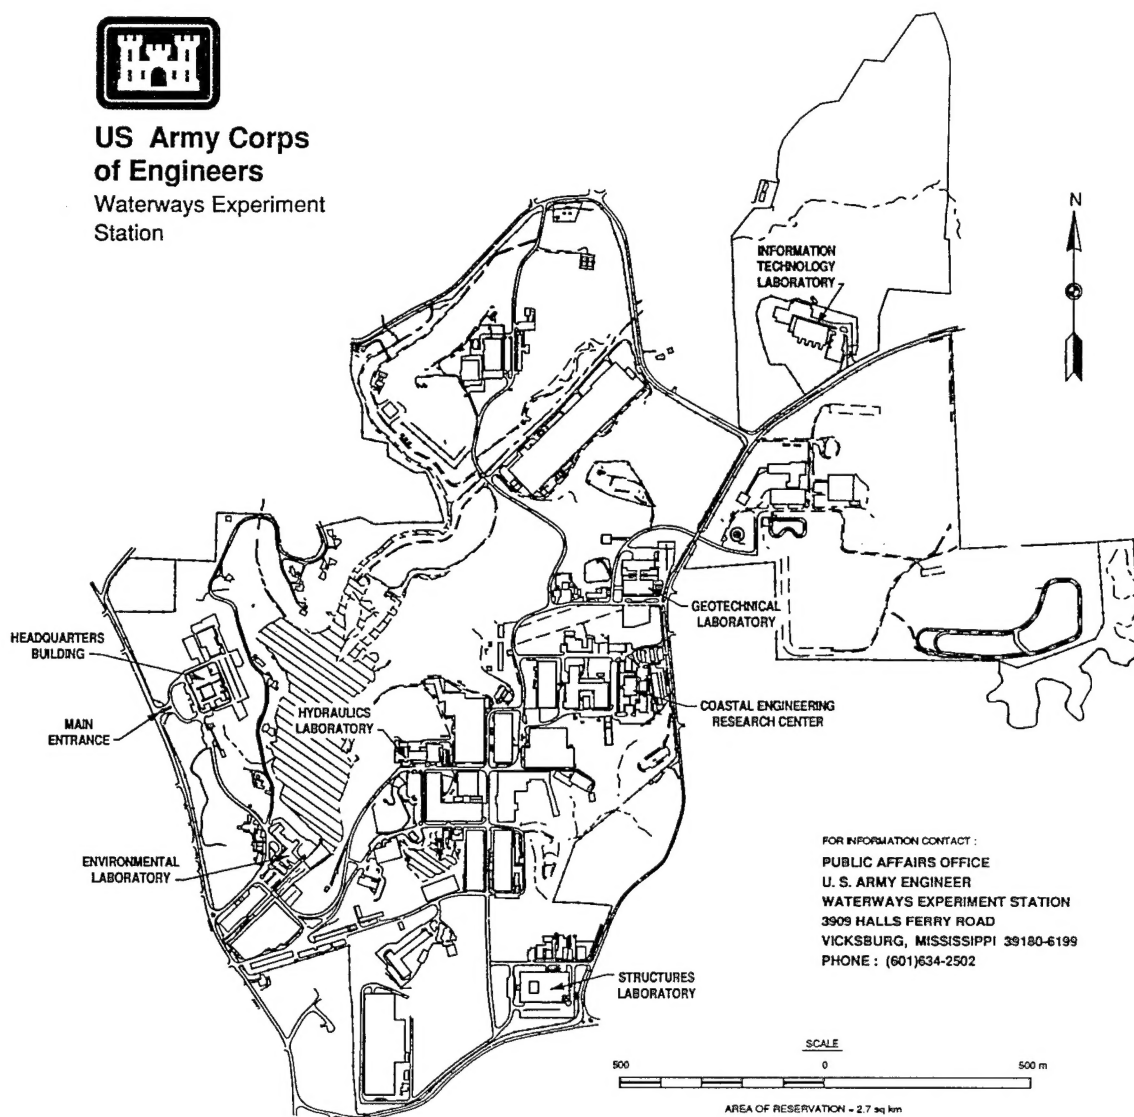 US Army Corps
of Engineers
Waterways Experiment
Station
N
INFORMATION
TECHNOLOGY
LABORATORY
GEOTECHNICAL
LABORATORY
HEADQUARTERS
BUILDING
HYDRAULICS
LABORATORY
COASTAL ENGINEERING
RESEARCH CENTER
MAIN
ENTRANCE
ENVIRONMENTAL
LABORATORY
FOR INFORMATION CONTACT :
PUBLIC AFFAIRS OFFICE
U. S. ARMY ENGINEER
WATERWAYS EXPERIMENT STATION
3909 HALLS FERRY ROAD
VICKSBURG, MISSISSIPPI 39180-6199
PHONE : (601)634-2502
STRUCTURES
LABORATORY
SCALE
500 0 500 m
AREA OF RESERVATION = 2.7 sq km